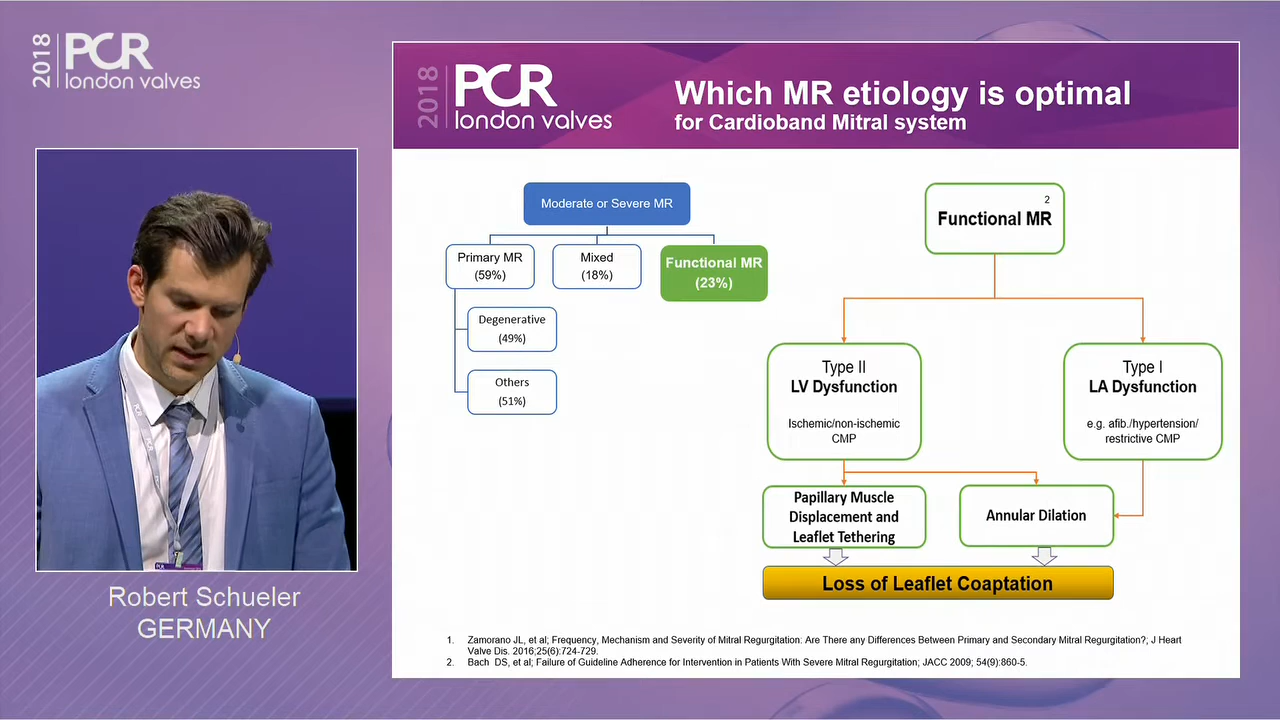 2018
PCR
london valves
2018
PCR
london valves
Which MR etiology is optimal
for Cardioband Mitral system
Moderate or Severe MR
Primary MR
(59%)
Mixed
(18%)
Functional MR
(23%)
Degenerative
(49%)
Others
(51%)
2
Functional MR
Type II
LV Dysfunction
Ischemic/non-ischemic
CMP
Type I
LA Dysfunction
e.g. afib./hypertension/
restrictive CMP
Papillary Muscle
Displacement and
Leaflet Tethering
Annular Dilation
Loss of Leaflet Coaptation
1. Zamorano JL, et al; Frequency, Mechanism and Severity of Mitral Regurgitation: Are There any Differences Between Primary and Secondary Mitral Regurgitation?; J Heart
Valve Dis. 2016;25(6):724-729.
2. Bach DS, et al; Failure of Guideline Adherence for Intervention in Patients With Severe Mitral Regurgitation; JACC 2009; 54(9):860-5.
Robert Schueler
GERMANY